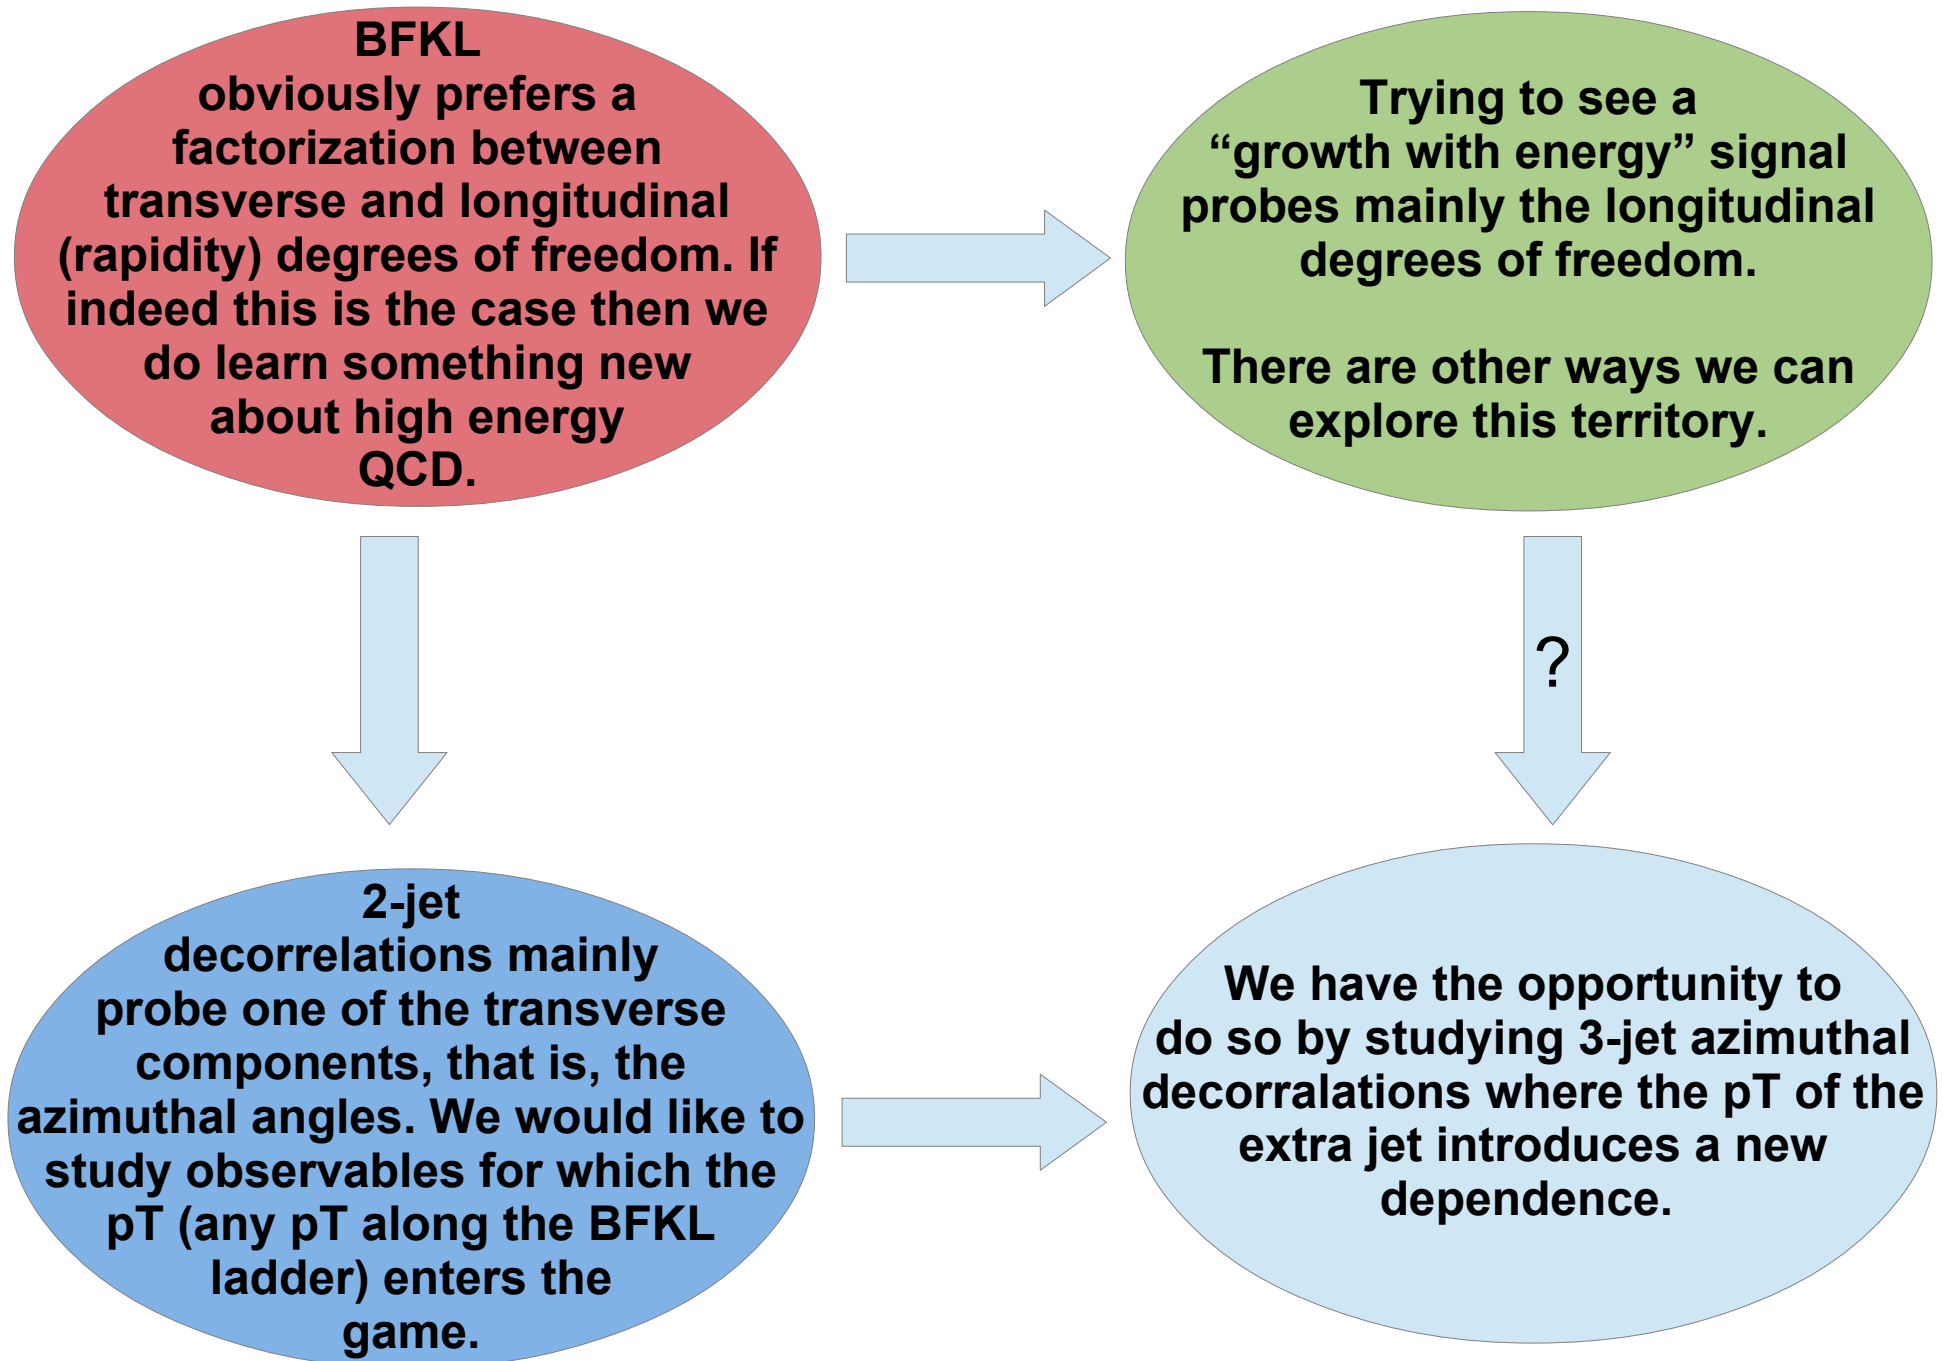 BFKL
obviously prefers a
factorization between
transverse and longitudinal
(rapidity) degrees of freedom. If
indeed this is the case then we
do learn something new
about high energy
QCD.
Trying to see a
“growth with energy” signal
probes mainly the longitudinal
degrees of freedom.
There are other ways we can
explore this territory.
?
2-jet
decorrelations mainly
probe one of the transverse
components, that is, the
azimuthal angles. We would like to
study observables for which the
pT (any pT along the BFKL
ladder) enters the
game.
We have the opportunity to
do so by studying 3-jet azimuthal
decorralations where the pT of the
extra jet introduces a new
dependence.